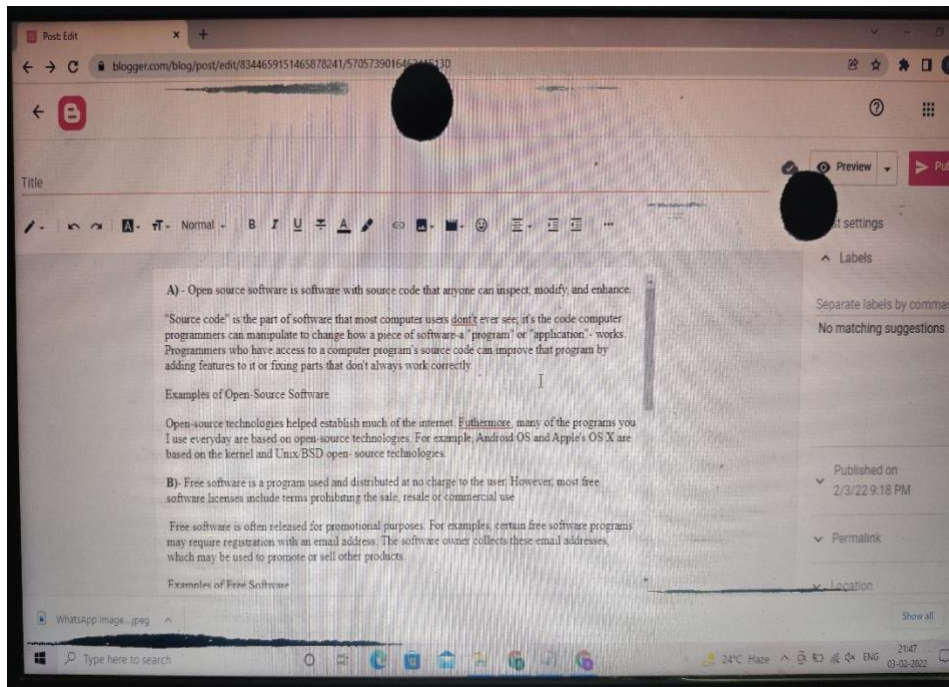 Post: Edit
blogger.com/blog/post/edit/8344659151465878241/
Title
Preview
Normal
settings
Labels
A) - Open source software is software with source code that anyone can inspect, modify, and enhance.
Separate labels by commas
"Source code" is the part of software that most computer users dont't ever see; it's the code computer
No matching suggestions
programmers can manipulate to change how a piece of software-a "program" or "application"- works.
Programmers who have access to a computer program's source code can improve that program by
adding features to it or fixing parts that don't always work correctly.
Examples of Open-Source Software
Open-source technologies helped establish much of the internet. Futhermore, many of the programs you
I use everyday are based on open-source technologies. For example, Android OS and Apple's OS X are
based on the kernel and Unix BSD open- source technologies.
B)- Free software is a program used and distributed at no charge to the user, However, most free
software licenses include terms prohibiting the sale, resale or commercial use
Published on
2/3/22 9:18 PM
Free software is often released for promotional purposes. For examples, certain free software programs
may require registration with an email address. The software owner collects these email addresses,
which may be used to promote or sell other products.
Permalink
Examples of Free Software
Location
WhatsApp Image...jpeg
Show all
Type here to search
24°C Haze
ENG
21:47
03-02-2022